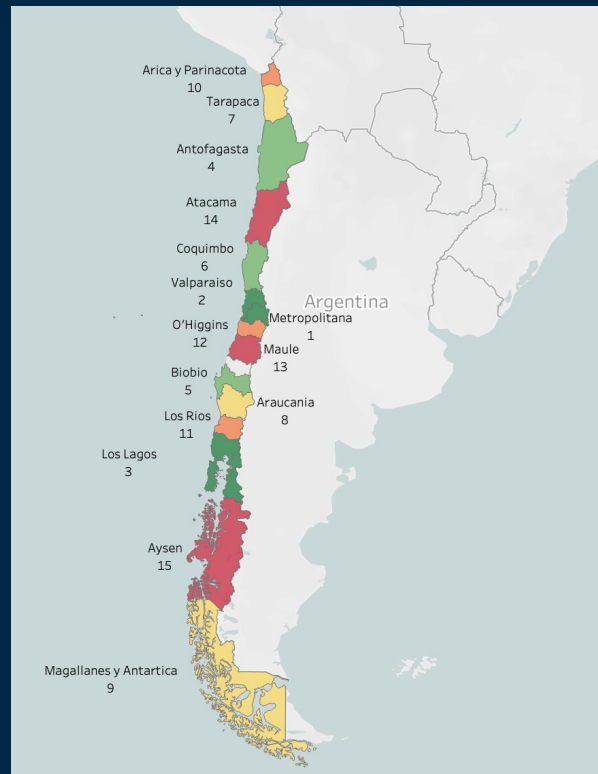 Arica y Parinacota
10
Tarapaca
7
Antofagasta
4
Atacama
14
Coquimbo
6
Valparaiso
2
Argentina
Metropolitana
1
O'Higgins
12
Maule
13
Biobio
5
Araucania
8
Los Rios
11
Los Lagos
3
Aysen
15
Magallanes y Antartica
9